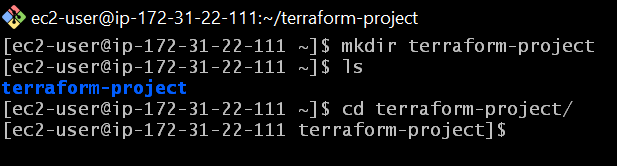 ec2-user@ip-172-31-22-111:~/terraform-project
[ec2-user@ip-172-31-22-111 ~]$ mkdir terraform-project
[ec2-user@ip-172-31-22-111 ~]$ ls
terraform-project
[ec2-user@ip-172-31-22-111 ~]$ cd terraform-project/
[ec2-user@ip-172-31-22-111 terraform-project]$